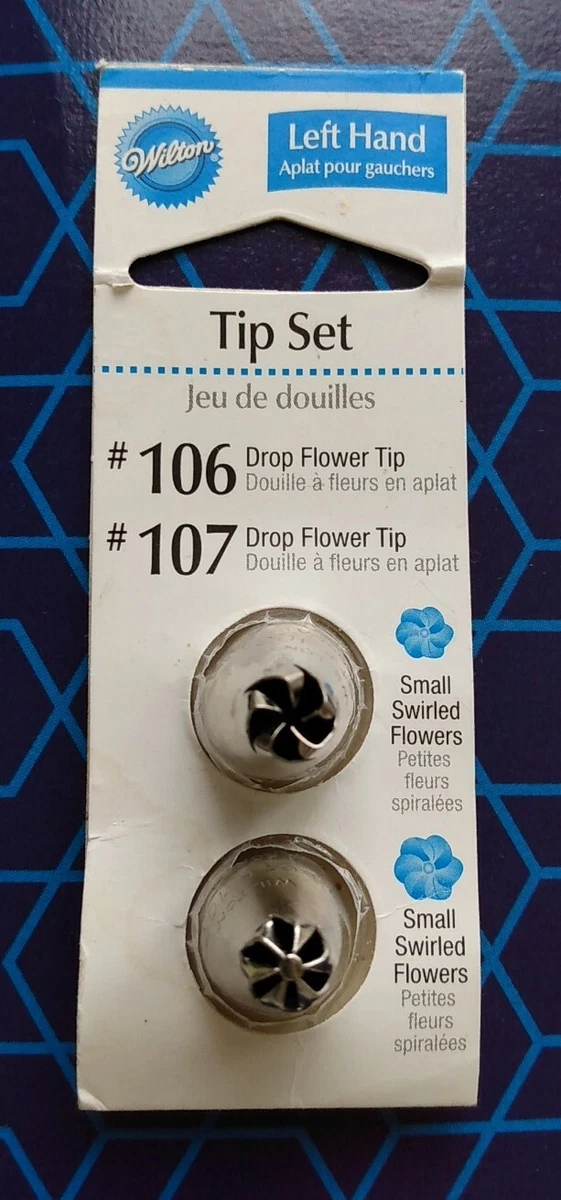 Wilton
®
Left Hand
Aplat pour gauchers
Tip Set
Jeu de douilles
# 106 Drop Flower Tip
Douille à fleurs en aplat
# 107 Drop Flower Tip
Douille à fleurs en aplat
Small
Swirled
Flowers
Petites
fleurs
spiralées
Small
Swirled
Flowers
Petites
fleurs
spiralées